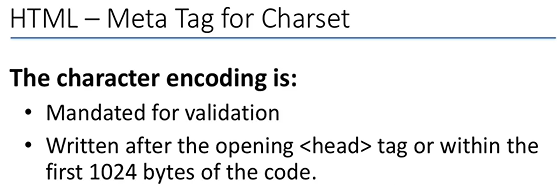 HTML – Meta Tag for Charset
The character encoding is:
• Mandated for validation
• Written after the opening <head> tag or within the
first 1024 bytes of the code.